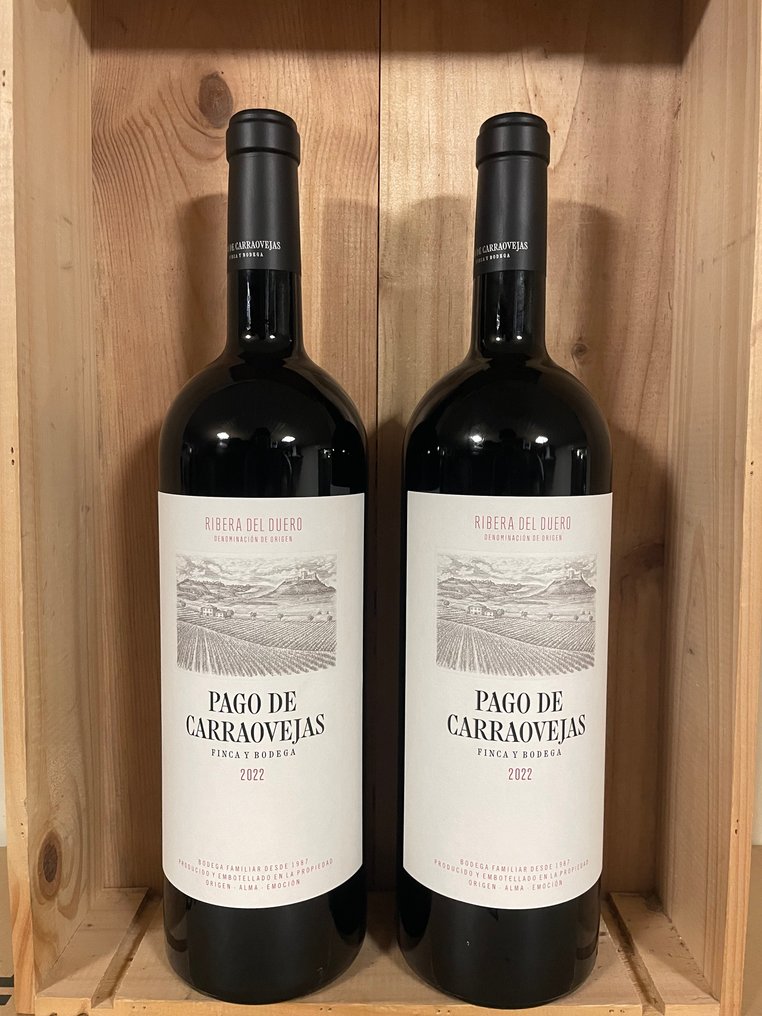 DE CARRAOVEJAS
FINCA Y BODEGA
RIBERA DEL DUERO
DENOMINACIÓN DE ORIGEN
PAGO DE
CARRAOVEJAS
FINCA Y BODEGA
2022
BODEGA FAMILIAR DESDE 1987
PRODUCIDO Y EMBOTELLADO EN LA PROPIEDAD
ORIGEN - ALMA - EMOCIÓN
DE CARRAOVEJAS
FINCA Y BODEGA
RIBERA DEL DUERO
DENOMINACIÓN DE ORIGEN
PAGO DE
CARRAOVEJAS
FINCA Y BODEGA
2022
BODEGA FAMILIAR DESDE 1987
PRODUCIDO Y EMBOTELLADO EN LA PROPIEDAD
ORIGEN - ALMA - EMOCIÓN